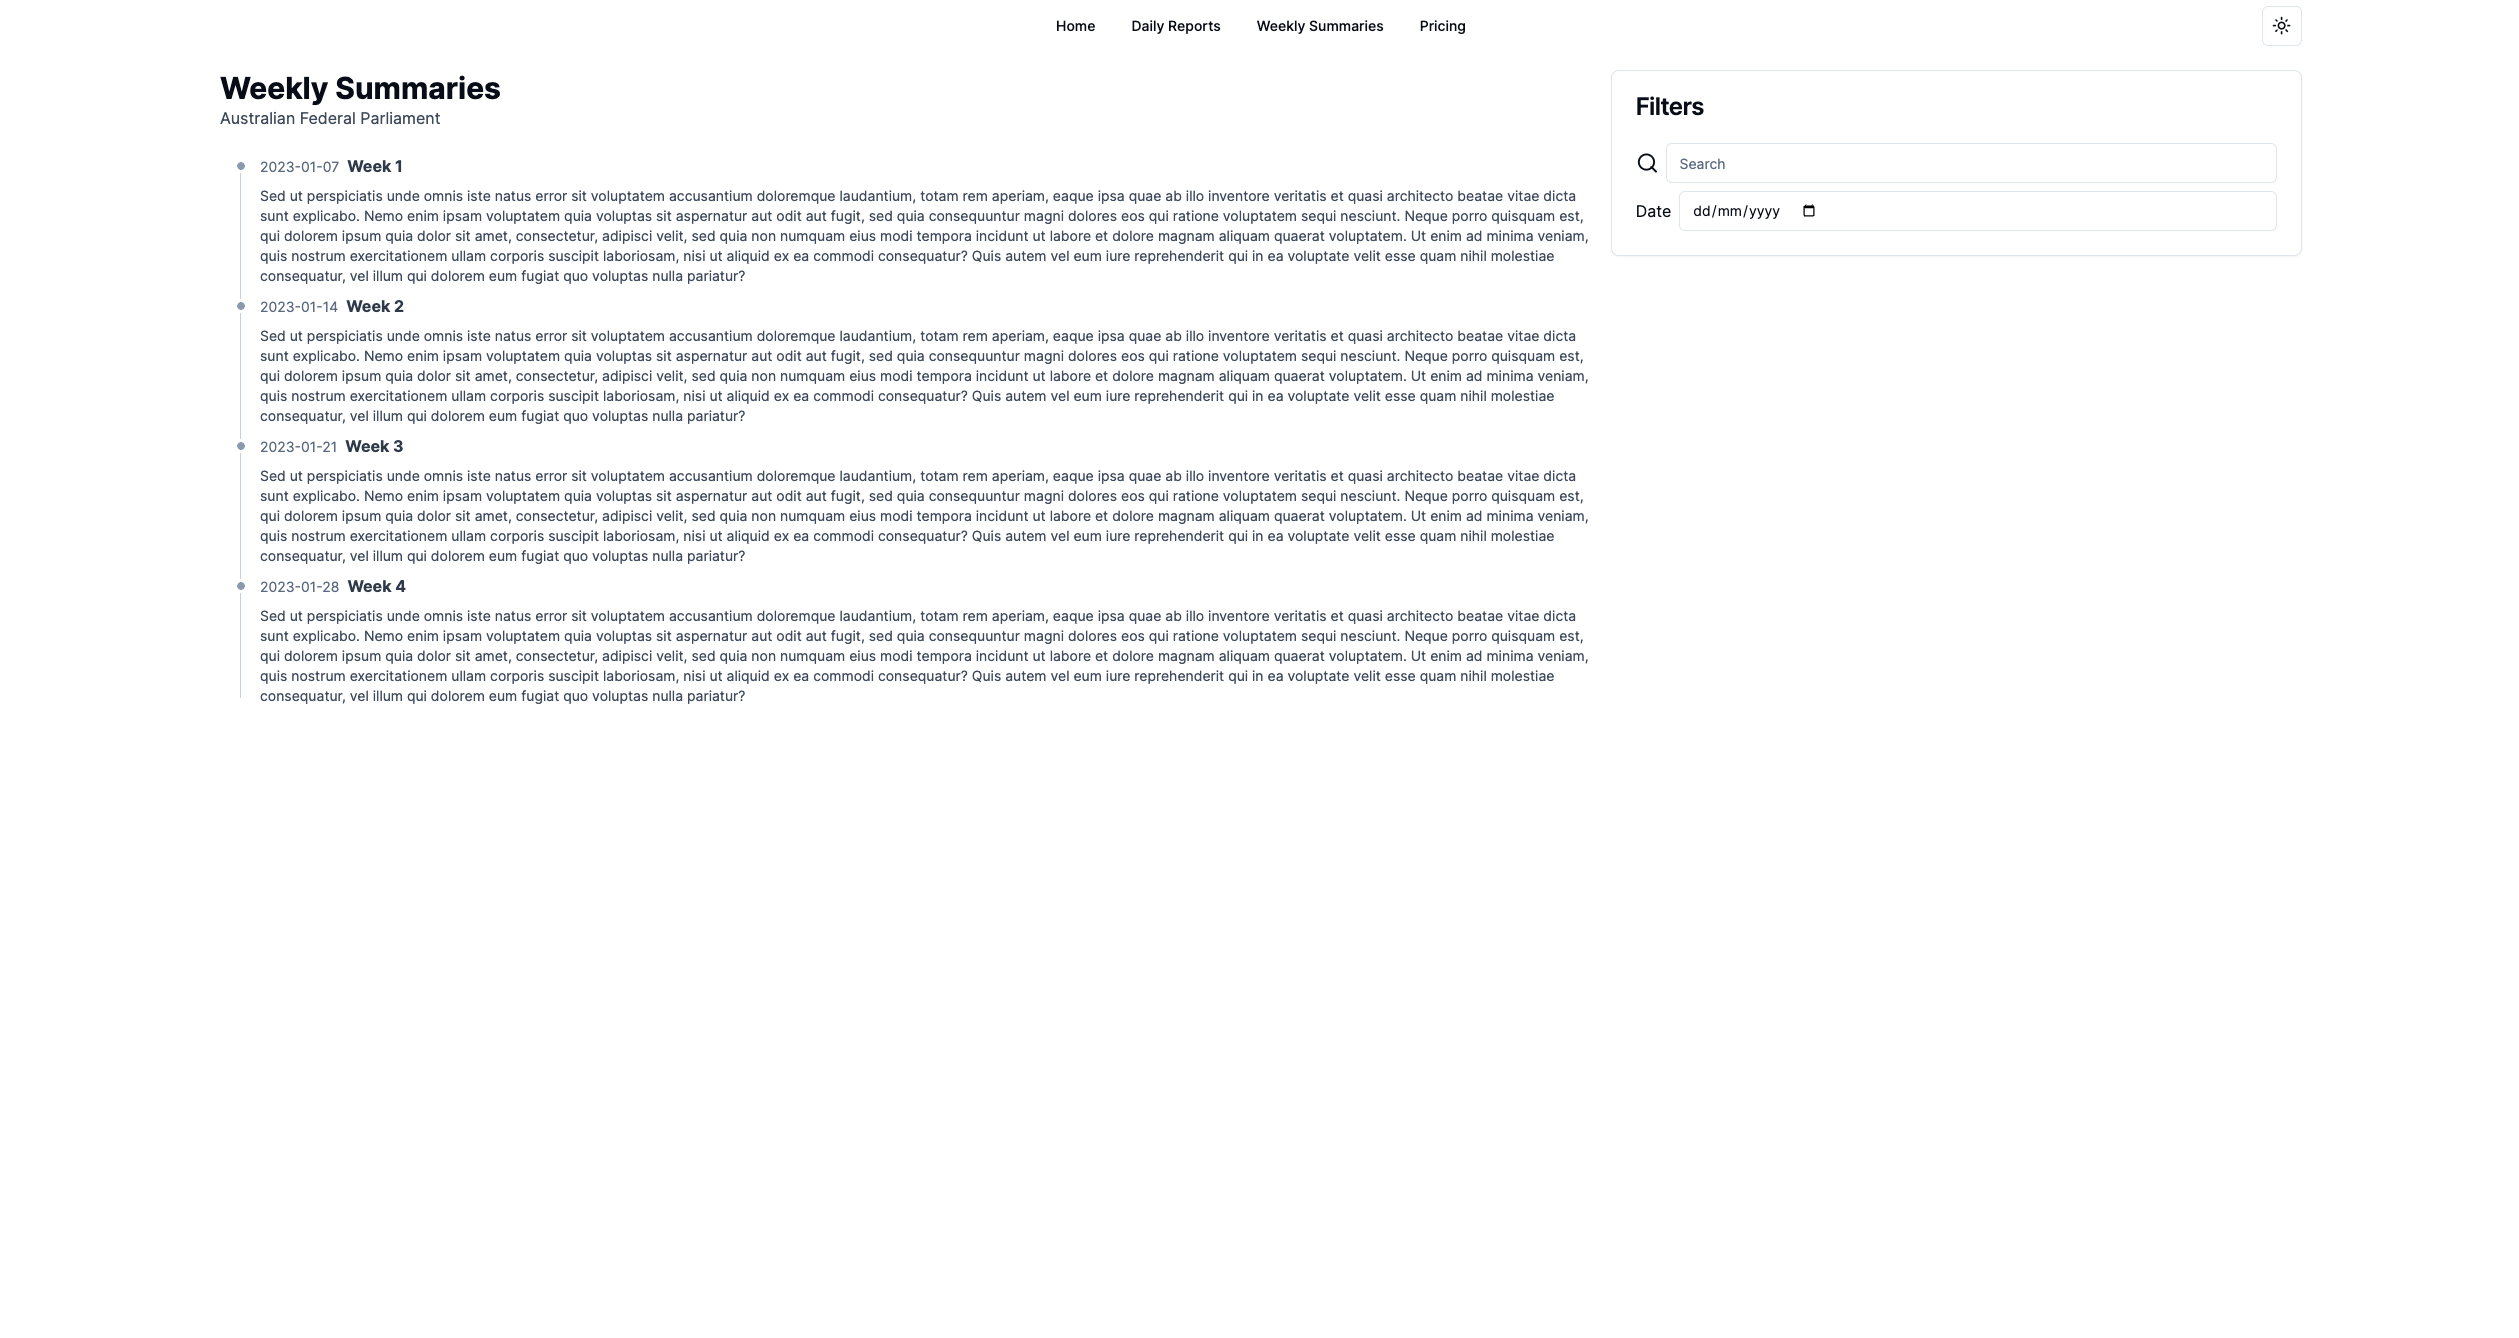 Home Daily Reports Weekly Summaries Pricing
Weekly Summaries
Australian Federal Parliament
2023-01-07 Week 1
Sed ut perspiciatis unde omnis iste natus error sit voluptatem accusantium doloremque laudantium, totam rem aperiam, eaque ipsa quae ab illo inventore veritatis et quasi architecto beatae vitae dicta
sunt explicabo. Nemo enim ipsam voluptatem quia voluptas sit aspernatur aut odit aut fugit, sed quia consequuntur magni dolores eos qui ratione voluptatem sequi nesciunt. Neque porro quisquam est,
qui dolorem ipsum quia dolor sit amet, consectetur, adipisci velit, sed quia non numquam eius modi tempora incidunt ut labore et dolore magnam aliquam quaerat voluptatem. Ut enim ad minima veniam,
quis nostrum exercitationem ullam corporis suscipit laboriosam, nisi ut aliquid ex ea commodi consequatur? Quis autem vel eum iure reprehenderit qui in ea voluptate velit esse quam nihil molestiae
consequatur, vel illum qui dolorem eum fugiat quo voluptas nulla pariatur?
2023-01-14 Week 2
Sed ut perspiciatis unde omnis iste natus error sit voluptatem accusantium doloremque laudantium, totam rem aperiam, eaque ipsa quae ab illo inventore veritatis et quasi architecto beatae vitae dicta
sunt explicabo. Nemo enim ipsam voluptatem quia voluptas sit aspernatur aut odit aut fugit, sed quia consequuntur magni dolores eos qui ratione voluptatem sequi nesciunt. Neque porro quisquam est,
qui dolorem ipsum quia dolor sit amet, consectetur, adipisci velit, sed quia non numquam eius modi tempora incidunt ut labore et dolore magnam aliquam quaerat voluptatem. Ut enim ad minima veniam,
quis nostrum exercitationem ullam corporis suscipit laboriosam, nisi ut aliquid ex ea commodi consequatur? Quis autem vel eum iure reprehenderit qui in ea voluptate velit esse quam nihil molestiae
consequatur, vel illum qui dolorem eum fugiat quo voluptas nulla pariatur?
2023-01-21 Week 3
Sed ut perspiciatis unde omnis iste natus error sit voluptatem accusantium doloremque laudantium, totam rem aperiam, eaque ipsa quae ab illo inventore veritatis et quasi architecto beatae vitae dicta
sunt explicabo. Nemo enim ipsam voluptatem quia voluptas sit aspernatur aut odit aut fugit, sed quia consequuntur magni dolores eos qui ratione voluptatem sequi nesciunt. Neque porro quisquam est,
qui dolorem ipsum quia dolor sit amet, consectetur, adipisci velit, sed quia non numquam eius modi tempora incidunt ut labore et dolore magnam aliquam quaerat voluptatem. Ut enim ad minima veniam,
quis nostrum exercitationem ullam corporis suscipit laboriosam, nisi ut aliquid ex ea commodi consequatur? Quis autem vel eum iure reprehenderit qui in ea voluptate velit esse quam nihil molestiae
consequatur, vel illum qui dolorem eum fugiat quo voluptas nulla pariatur?
2023-01-28 Week 4
Sed ut perspiciatis unde omnis iste natus error sit voluptatem accusantium doloremque laudantium, totam rem aperiam, eaque ipsa quae ab illo inventore veritatis et quasi architecto beatae vitae dicta
sunt explicabo. Nemo enim ipsam voluptatem quia voluptas sit aspernatur aut odit aut fugit, sed quia consequuntur magni dolores eos qui ratione voluptatem sequi nesciunt. Neque porro quisquam est,
qui dolorem ipsum quia dolor sit amet, consectetur, adipisci velit, sed quia non numquam eius modi tempora incidunt ut labore et dolore magnam aliquam quaerat voluptatem. Ut enim ad minima veniam,
quis nostrum exercitationem ullam corporis suscipit laboriosam, nisi ut aliquid ex ea commodi consequatur? Quis autem vel eum iure reprehenderit qui in ea voluptate velit esse quam nihil molestiae
consequatur, vel illum qui dolorem eum fugiat quo voluptas nulla pariatur?
Filters
Search
Date dd/mm/yyyy